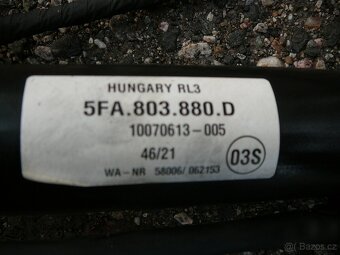 HUNGARY RL3
5FA.803.880.D
10070613-005
46/21
03S
WA-NR 58006/062153
Bazos.cz